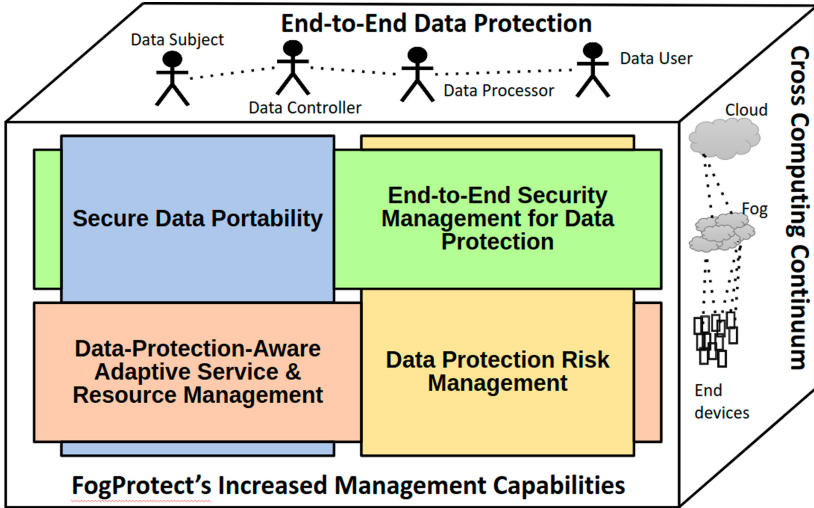 End-to-End Data Protection
Data Subject
Data Controller
Data Processor
Data User
Secure Data Portability
End-to-End Security
Management for Data
Protection
Data-Protection-Aware
Adaptive Service &
Resource Management
Data Protection Risk
Management
FogProtect's Increased Management Capabilities
Cloud
Fog
End
devices
Cross Computing Continuum